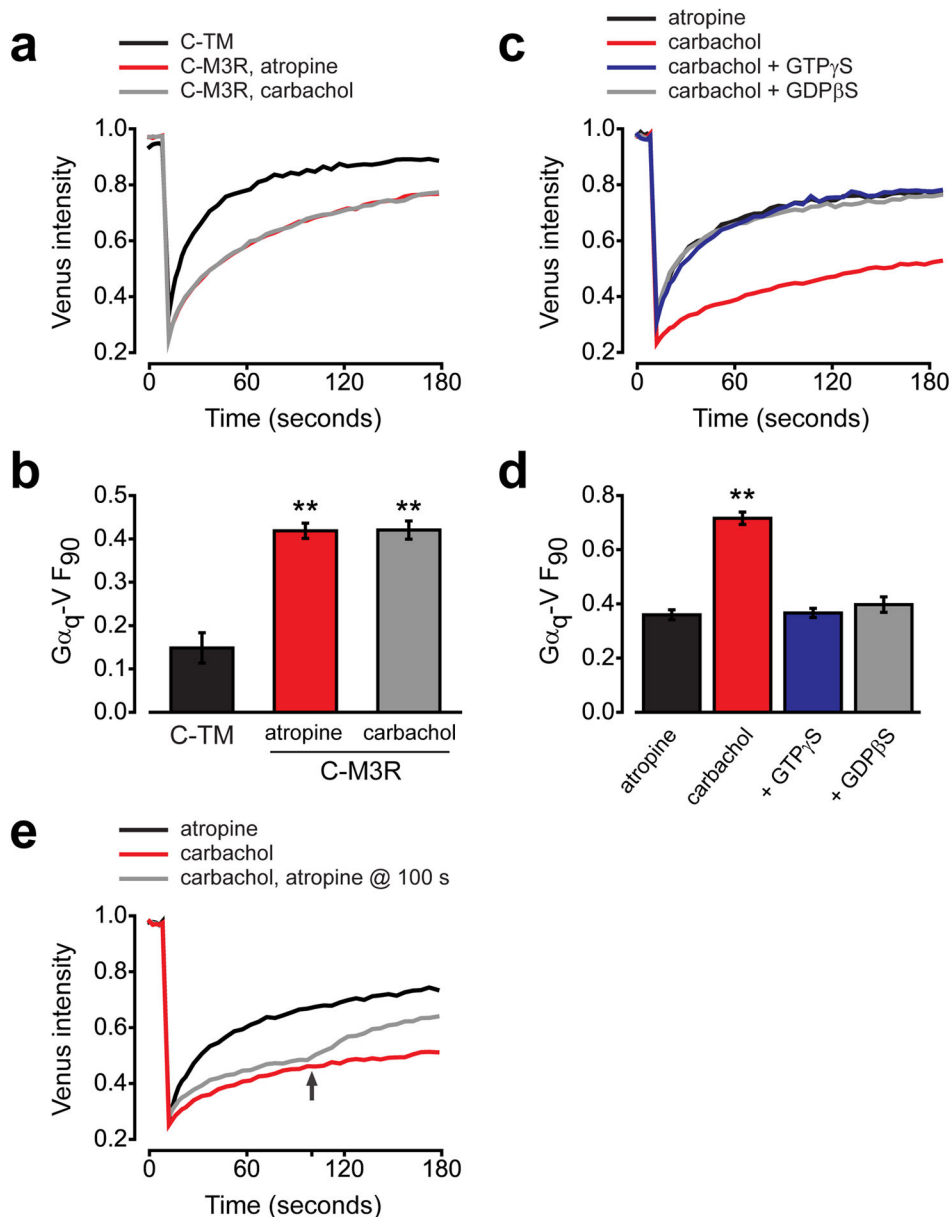 a
C-TM
C-M3R, atropine
C-M3R, carbachol
Venus intensity
1.0
0.8
0.6
0.4
0.2
0 60 120 180
Time (seconds)
c
atropine
carbachol
carbachol + GTPγS
carbachol + GDPβS
Venus intensity
1.0
0.8
0.6
0.4
0.2
0 60 120 180
Time (seconds)
b
Gαq-V F90
0.5
0.4
0.3
0.1
0.0
** **
C-TM
atropine carbachol
C-M3R
d
Gαq-V F90
0.8
0.6
0.4
0.2
0.0
**
atropine
carbachol
+ GTPγS
+ GDPβS
e
atropine
carbachol
carbachol, atropine @ 100 s
Venus intensity
1.0
0.8
0.6
0.4
0.2
0 60 120 180
Time (seconds)